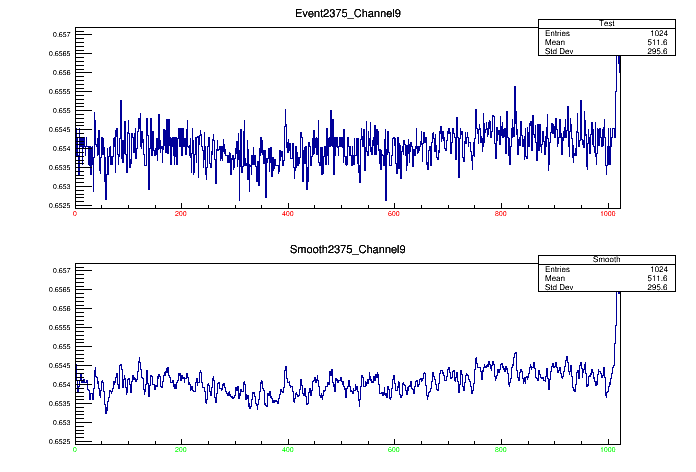 Event2375_Channel9
Test
Entries 1024
Mean 511.6
Std Dev 295.6
0.657
0.6565
0.656
0.6555
0.655
0.6545
0.654
0.6535
0.653
0.6525
0 200 400 600 800 1000
Smooth2375_Channel9
Smooth
Entries 1024
Mean 511.6
Std Dev 295.6
0.657
0.6565
0.656
0.6555
0.655
0.6545
0.654
0.6535
0.653
0.6525
0 200 400 600 800 1000